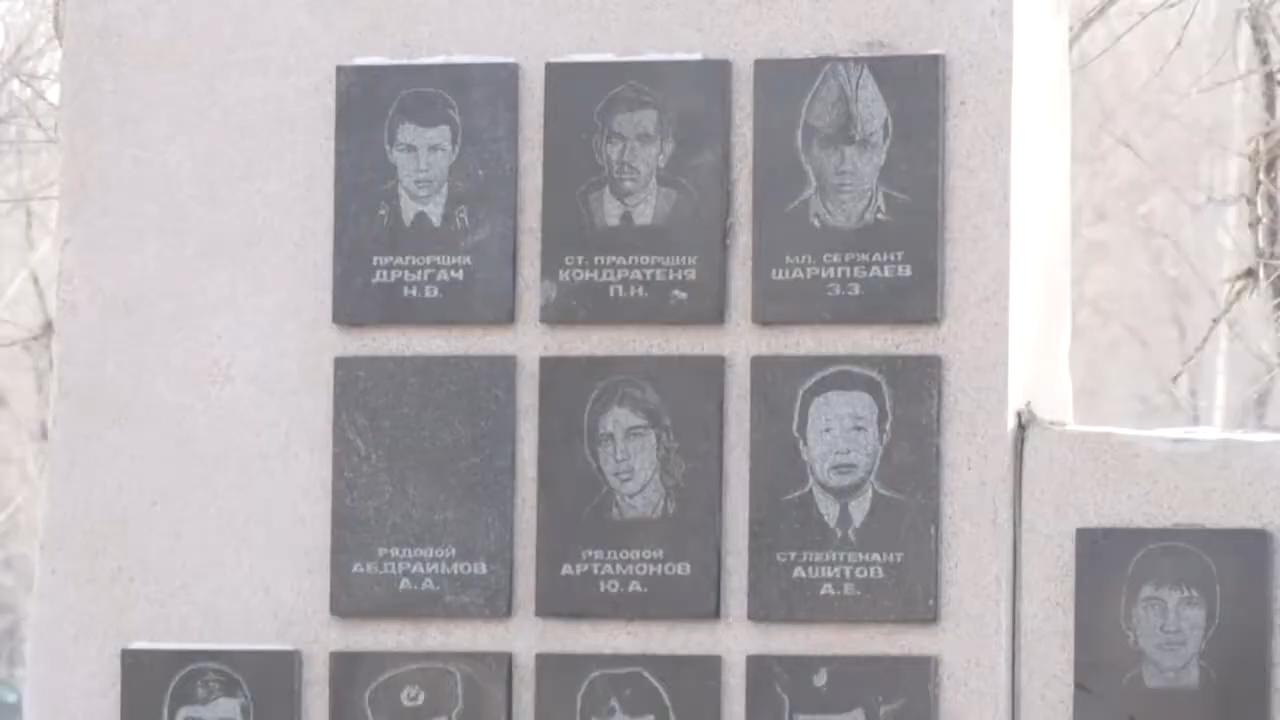 ПРАПОРЩИК
ДРЫГАЧ
Н.В.
СТ. ПРАПОРЩИК
КОНДРАТЕНЯ
П.Н.
МЛ. СЕРЖАНТ
ШАРИПБАЕВ
З.З.
РЯДОВОЙ
АБДРАИМОВ
А.А.
РЯДОВОЙ
АРТАМОНОВ
Ю.А.
СТ.ЛЕЙТЕНАНТ
АШИТОВ
А.Е.